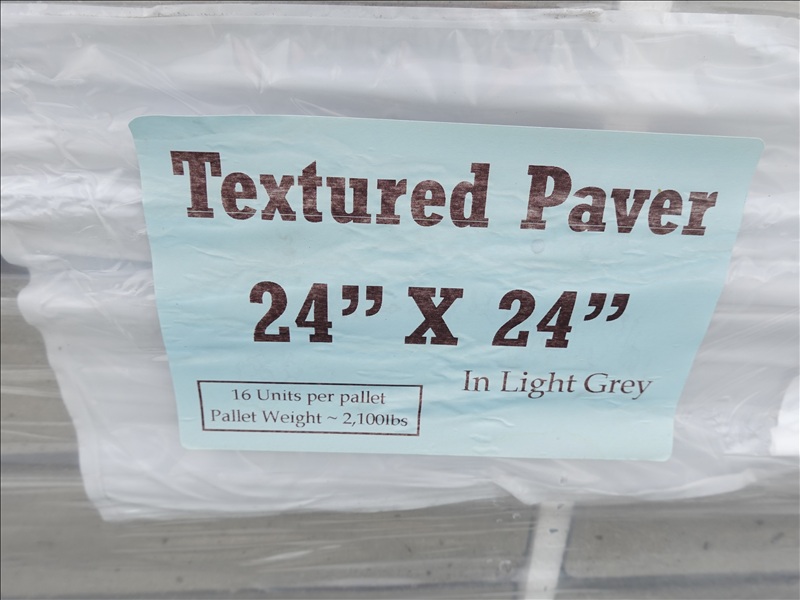 Textured Paver
24” X 24”
In Light Grey
16 Units per pallet
Pallet Weight ~ 2,100lbs